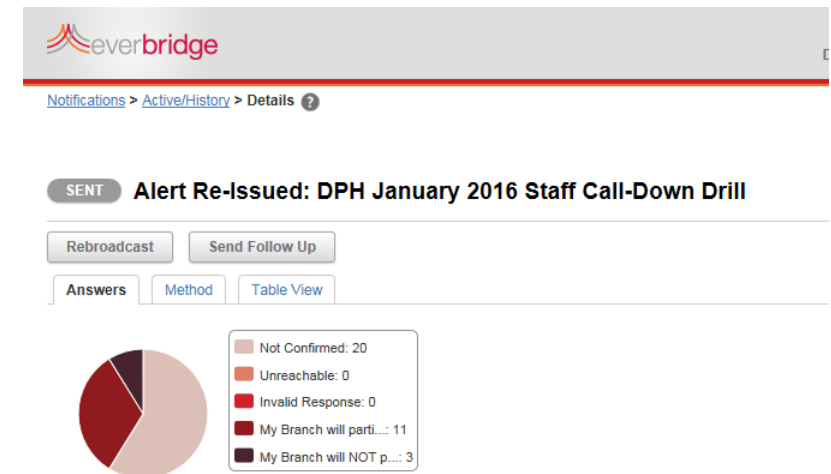 everbridge
D
Notifications > Active/History > Details ?
SENT Alert Re-Issued: DPH January 2016 Staff Call-Down Drill
Rebroadcast Send Follow Up
Answers Method Table View
Not Confirmed: 20
Unreachable: 0
Invalid Response: 0
My Branch will parti...: 11
My Branch will NOT p...: 3